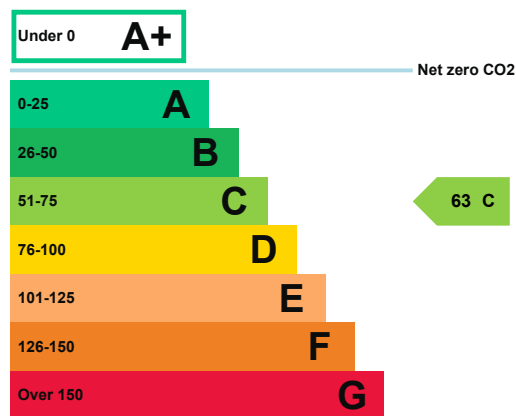 Under 0 A+
Net zero CO2
0-25 A
26-50 B
51-75 C
63 C
76-100 D
101-125 E
126-150 F
Over 150 G